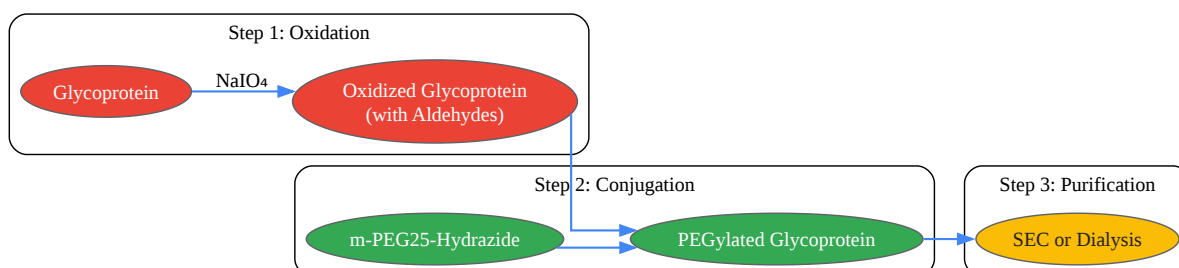 Step 1: Oxidation
Glycoprotein
NaIO₄
Oxidized Glycoprotein
(with Aldehydes)
Step 2: Conjugation
m-PEG25-Hydrazide
PEGylated Glycoprotein
Step 3: Purification
SEC or Dialysis